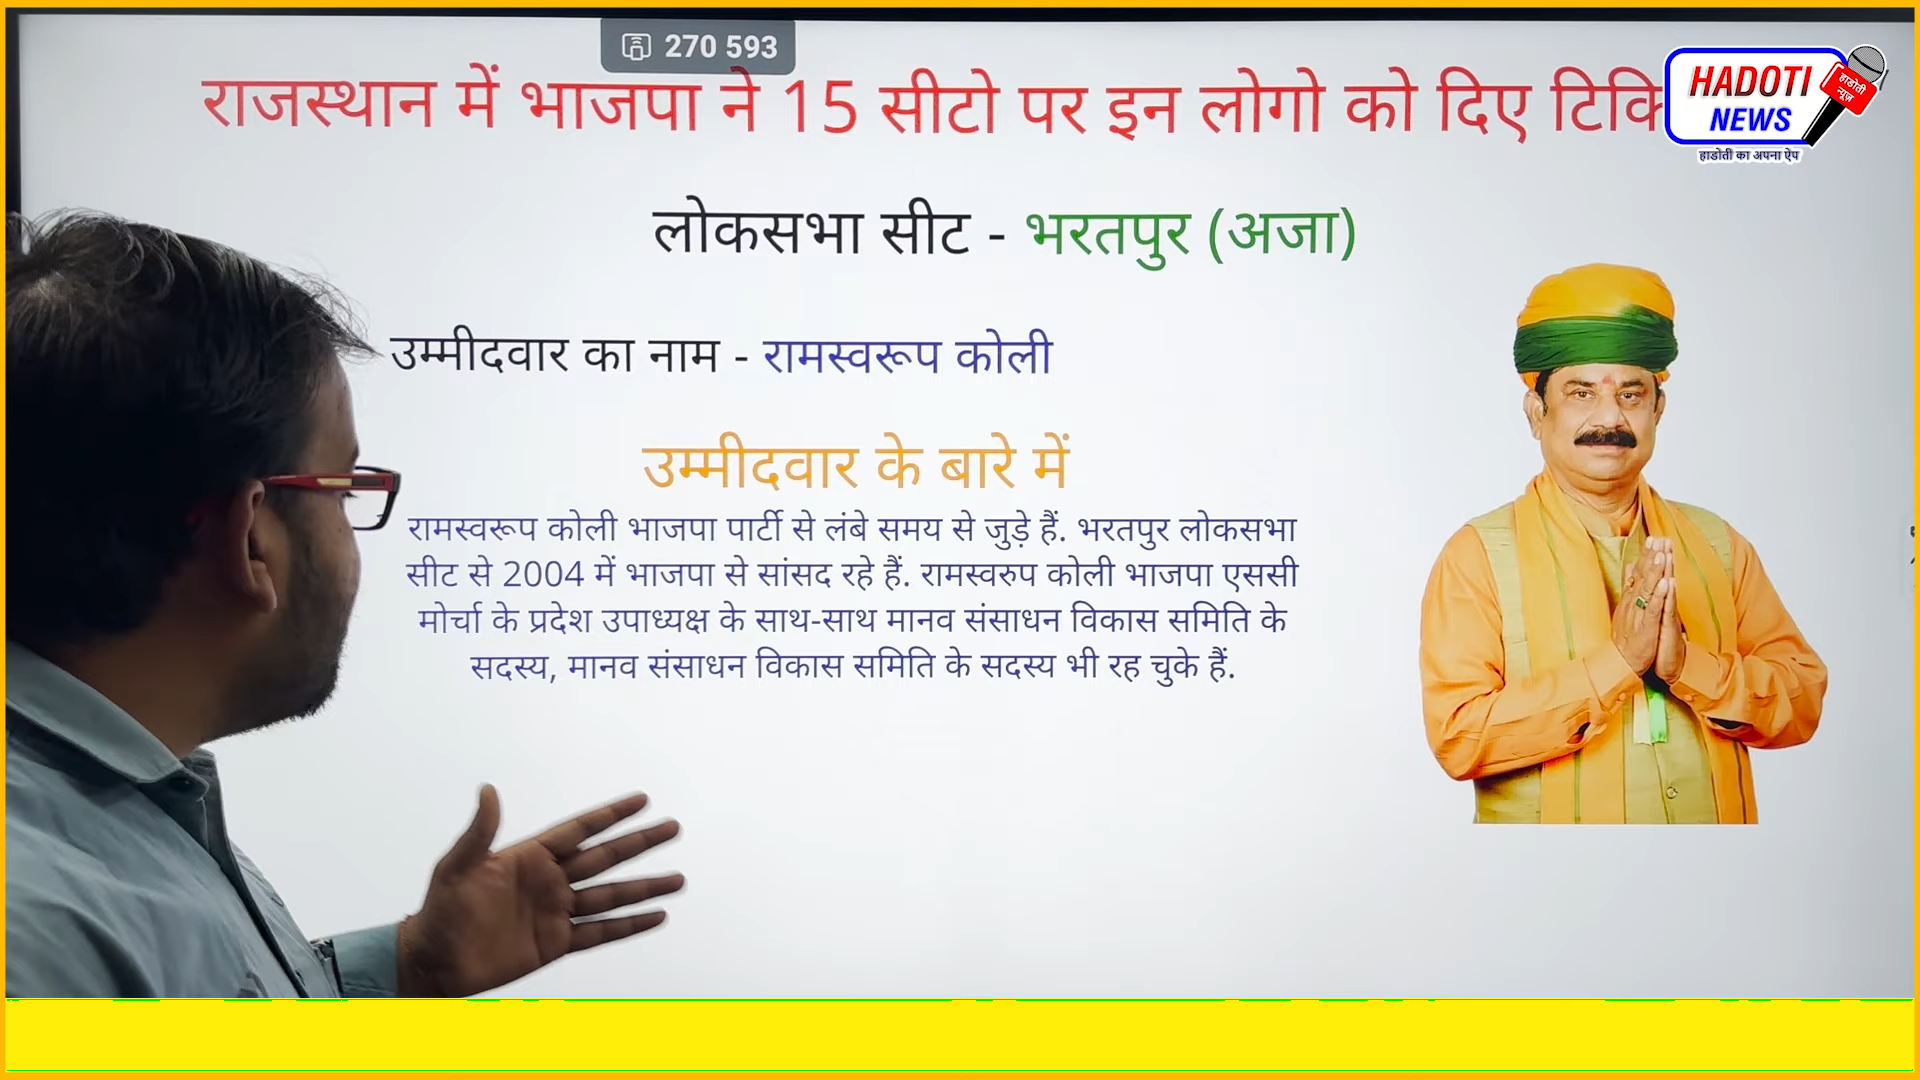 270 593
राजस्थान में भाजपा ने 15 सीटो पर इन लोगो को दिए
HADOTI
NEWS
हाडोती
न्यूज़
हाडोती का अपना ऐप
लोकसभा सीट - भरतपुर (अजा)
उम्मीदवार का नाम - रामस्वरूप कोली
उम्मीदवार के बारे में
रामस्वरूप कोली भाजपा पार्टी से लंबे समय से जुड़े हैं. भरतपुर लोकसभा
सीट से 2004 में भाजपा से सांसद रहे हैं. रामस्वरुप कोली भाजपा एससी
मोर्चा के प्रदेश उपाध्यक्ष के साथ-साथ मानव संसाधन विकास समिति के
सदस्य, मानव संसाधन विकास समिति के सदस्य भी रह चुके हैं.